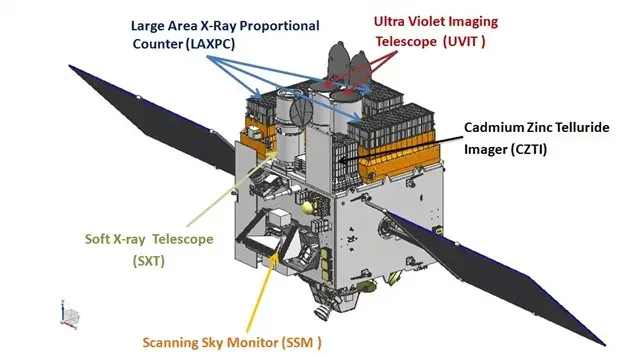 Large Area X-Ray Proportional
Counter (LAXPC)
Ultra Violet Imaging
Telescope (UVIT )
Cadmium Zinc Telluride
Imager (CZTI)
Soft X-ray Telescope
(SXT)
Scanning Sky Monitor (SSM )